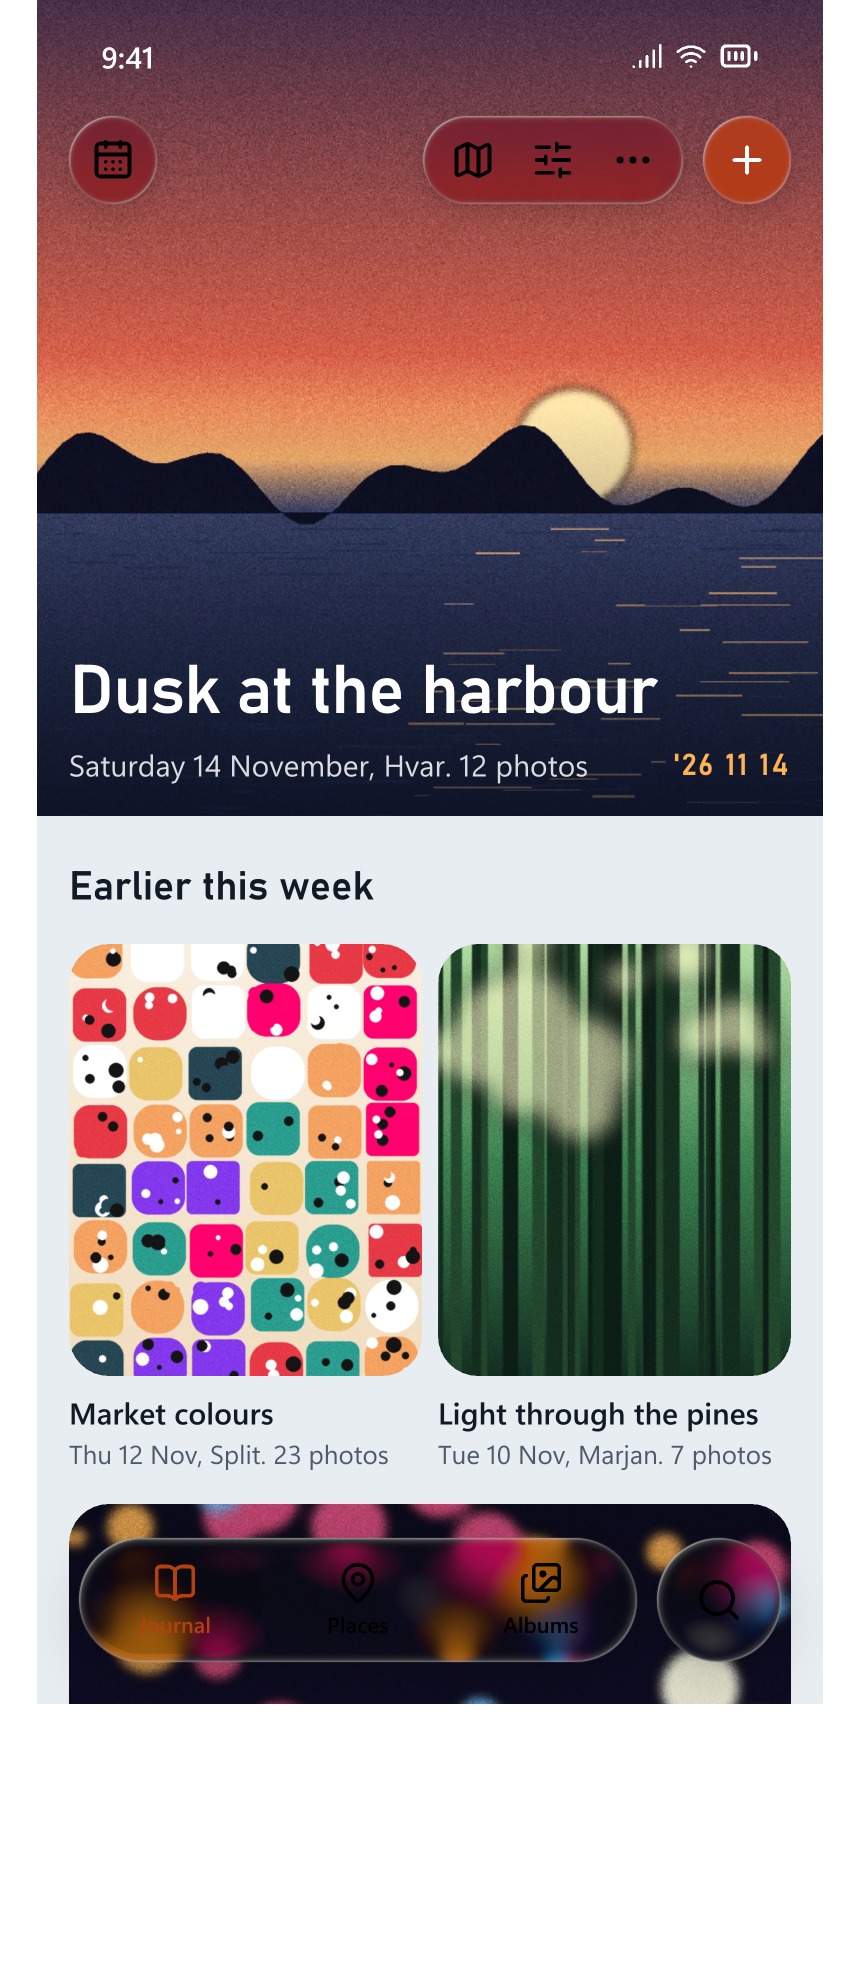 9:41
Dusk at the harbour
Saturday 14 November, Hvar. 12 photos
'26 11 14
Earlier this week
Market colours
Thu 12 Nov, Split. 23 photos
Light through the pines
Tue 10 Nov, Marjan. 7 photos
Journal
Places
Albums